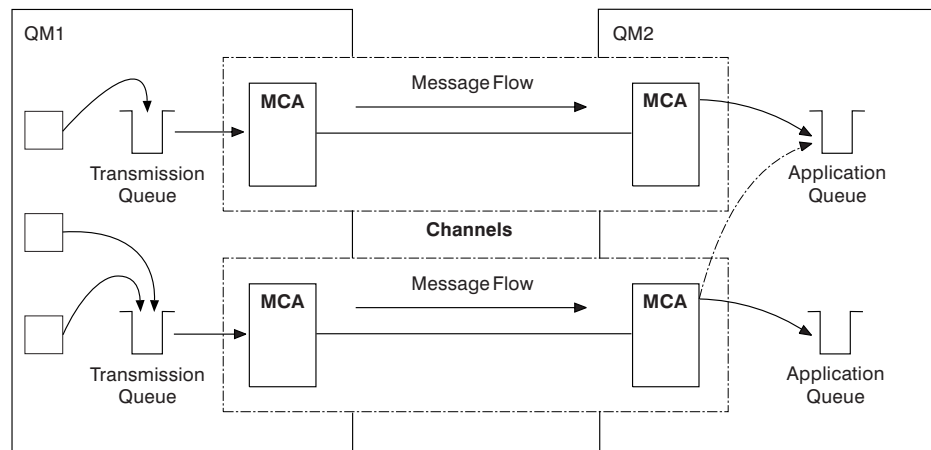 QM1
QM2
MCA
Message Flow
MCA
Transmission
Queue
Application
Queue
Channels
MCA
Message Flow
MCA
Transmission
Queue
Application
Queue